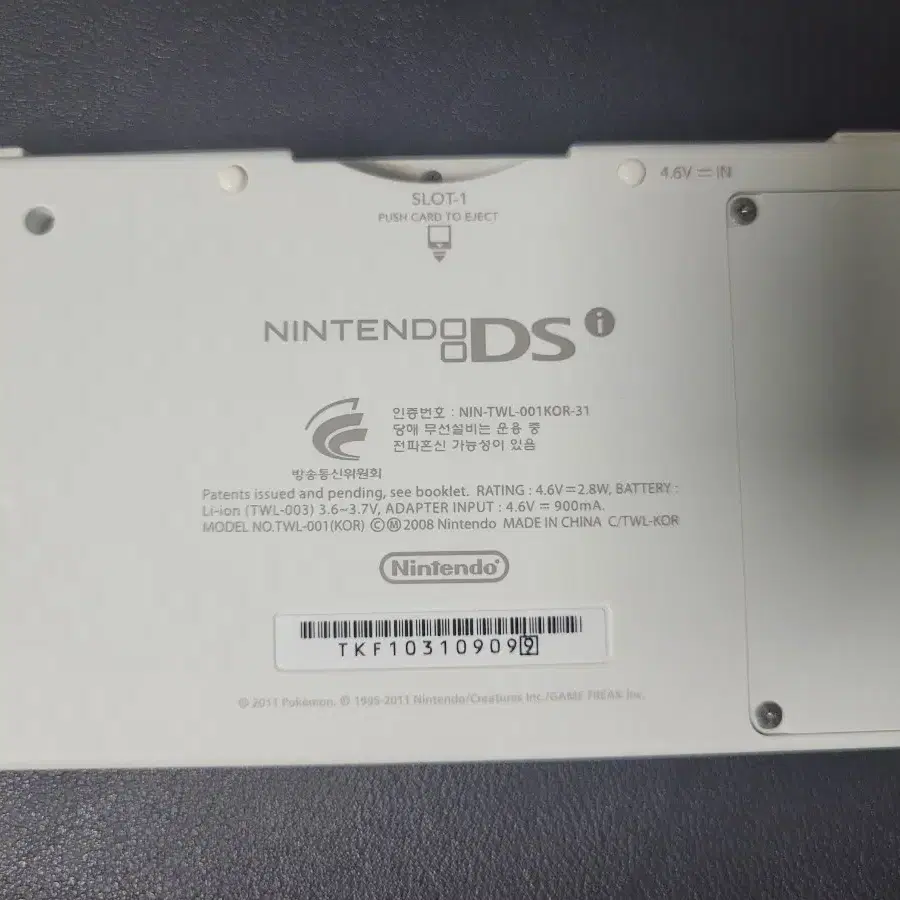 SLOT-1
PUSH CARD TO EJECT
4.6V⎓IN
NINTENDO DSi
인증번호 : NIN-TWL-001KOR-31
당해 무선설비는 운용 중
전파혼신 가능성이 있음
방송통신위원회
Patents issued and pending, see booklet. RATING : 4.6V⎓2.8W, BATTERY :
Li-ion (TWL-003) 3.6~3.7V, ADAPTER INPUT : 4.6V ⎓ 900mA.
MODEL NO.TWL-001(KOR) ⒸⓂ 2008 Nintendo MADE IN CHINA C/TWL-KOR
Nintendo®
TKF103109099
© 2011 Pokémon. © 1995-2011 Nintendo/Creatures Inc./GAME FREAK inc.